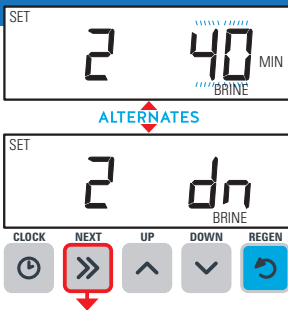 SET
2 40 MIN
BRINE
ALTERNATES
SET
2 dn
BRINE
CLOCK NEXT UP DOWN REGEN